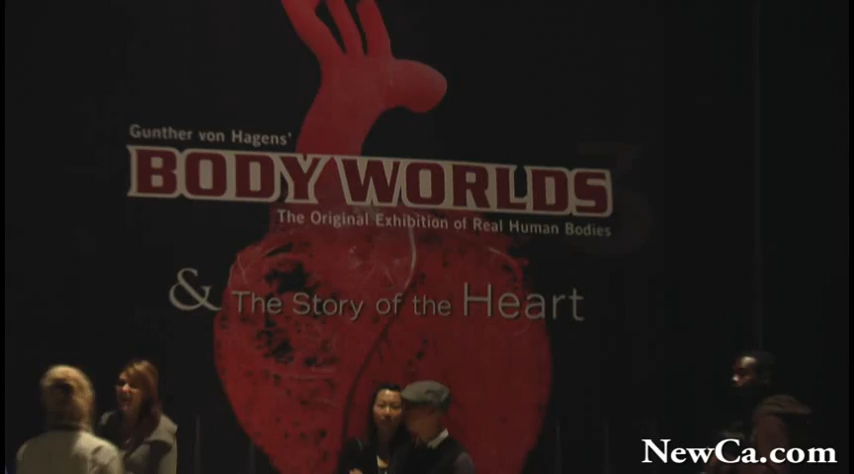 Gunther von Hagens'
BODY WORLDS
The Original Exhibition of Real Human Bodies
& The Story of the Heart
NewCa.com